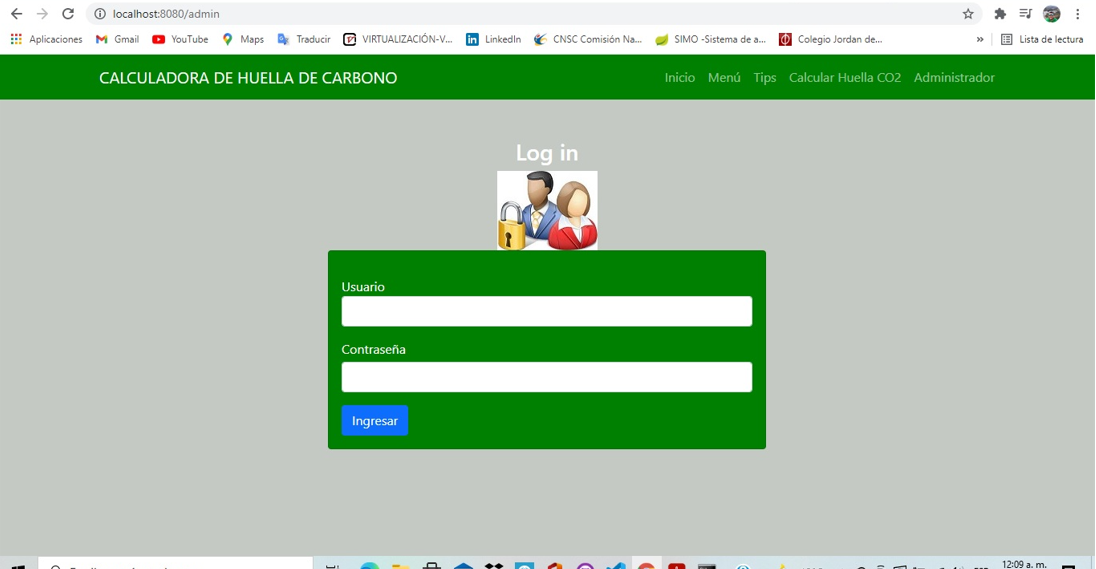 localhost:8080/admin
Aplicaciones
Gmail
YouTube
Maps
Traducir
VIRTUALIZACIÓN-V...
LinkedIn
CNSC Comisión Na...
SIMO -Sistema de a...
Colegio Jordan de...
»
Lista de lectura
CALCULADORA DE HUELLA DE CARBONO
Inicio
Menú
Tips
Calcular Huella CO2
Administrador
Log in
Usuario
Contraseña
Ingresar
12:09 a. m.